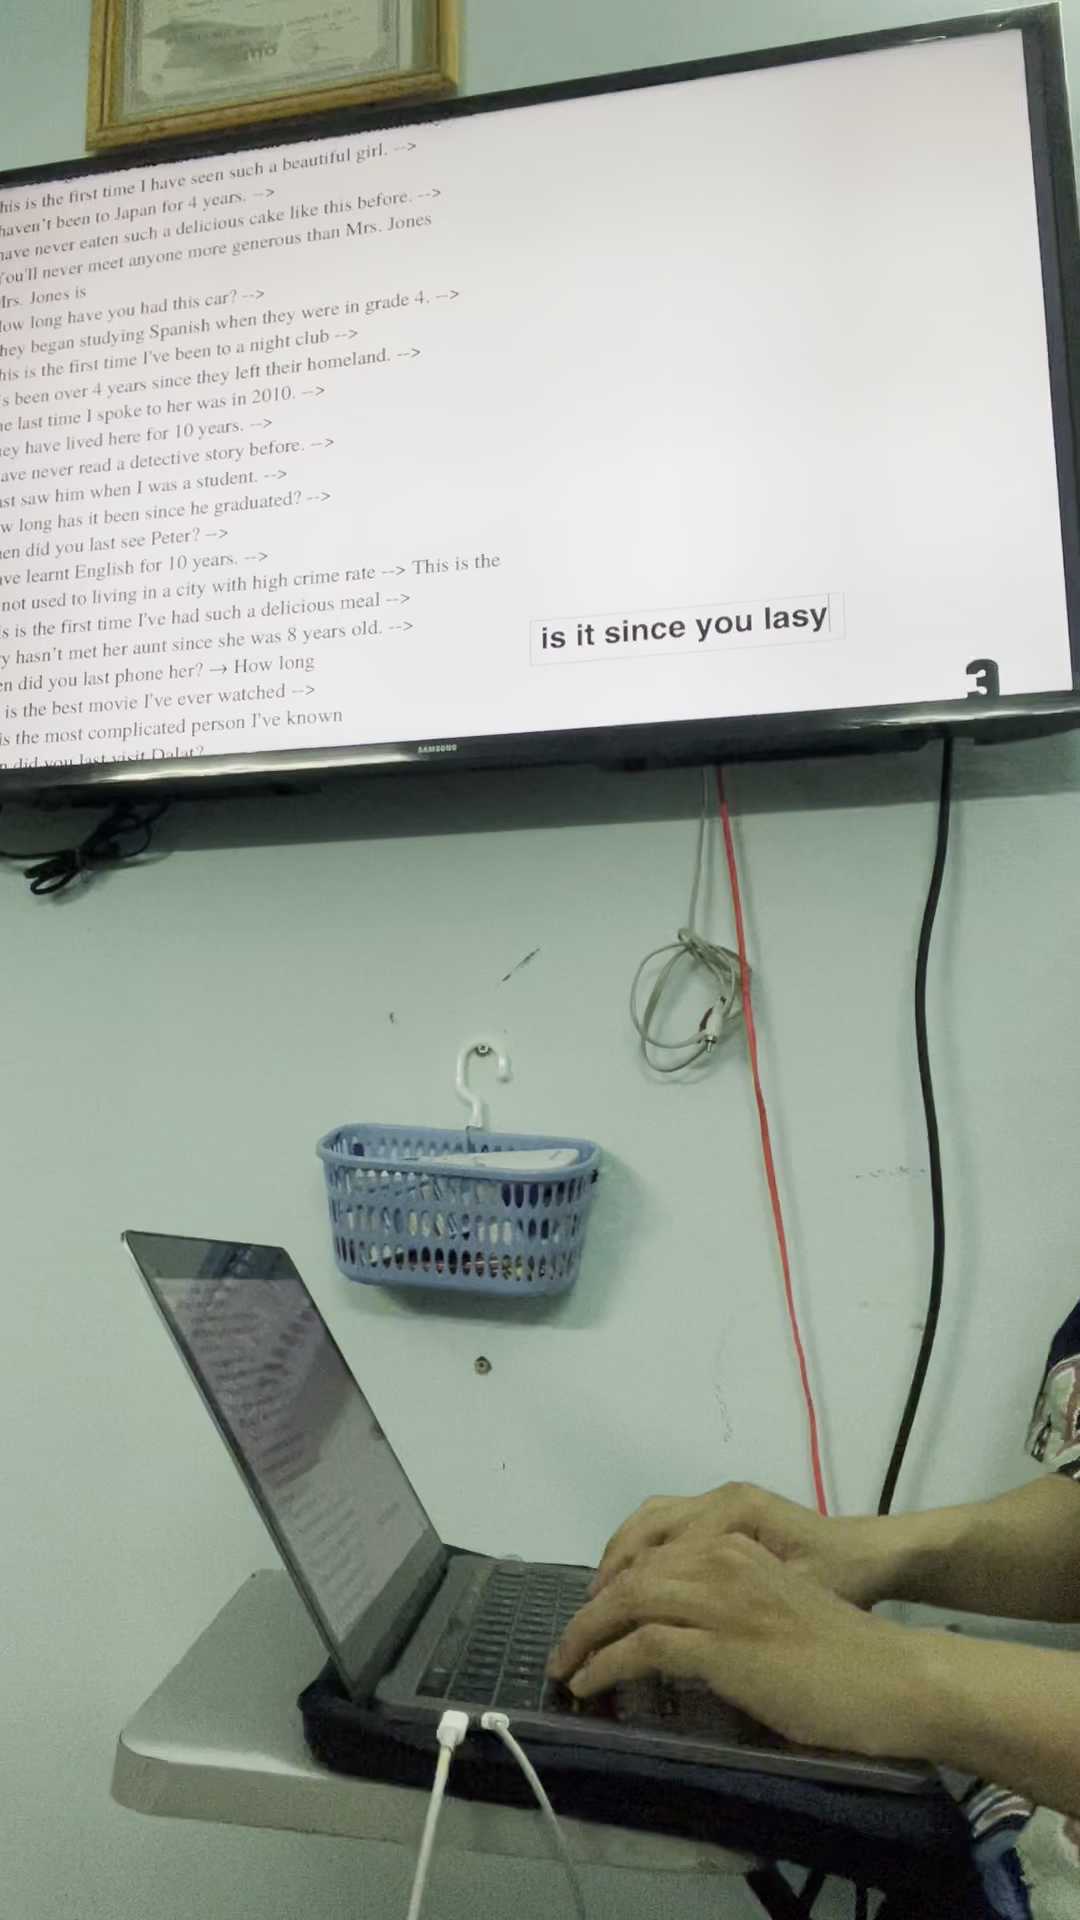 his is the first time I have seen such a beautiful girl. -->
haven't been to Japan for 4 years. -->
have never eaten such a delicious cake like this before. -->
You'll never meet anyone more generous than Mrs. Jones
Mrs. Jones is
How long have you had this car? -->
hey began studying Spanish when they were in grade 4. -->
his is the first time I've been to a night club -->
's been over 4 years since they left their homeland. -->
he last time I spoke to her was in 2010. -->
hey have lived here for 10 years. -->
ave never read a detective story before. -->
ast saw him when I was a student. -->
w long has it been since he graduated? -->
en did you last see Peter? -->
ve learnt English for 10 years. -->
not used to living in a city with high crime rate --> This is the
s is the first time I've had such a delicious meal -->
y hasn't met her aunt since she was 8 years old. -->
en did you last phone her? → How long
is it since you lasy
is the best movie I've ever watched -->
is the most complicated person I've known
n did you last visit Dalat?
3
SAMSUNG